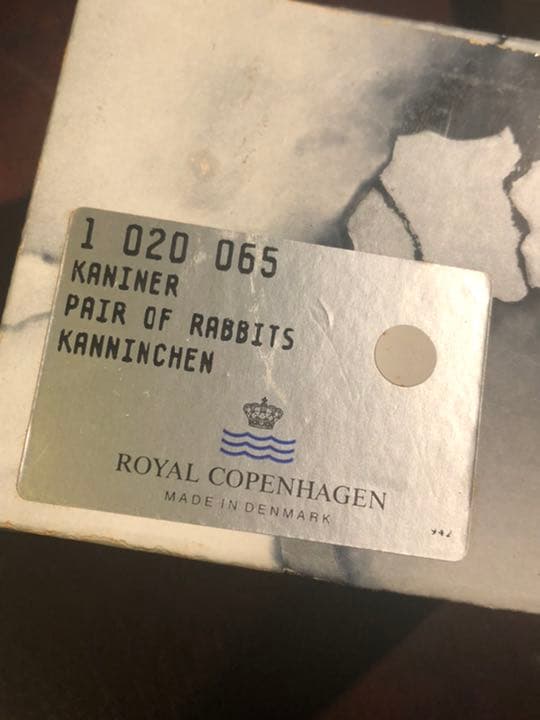 1 020 065
KANINER
PAIR OF RABBITS
KANNINCHEN
ROYAL COPENHAGEN
MADE IN DENMARK